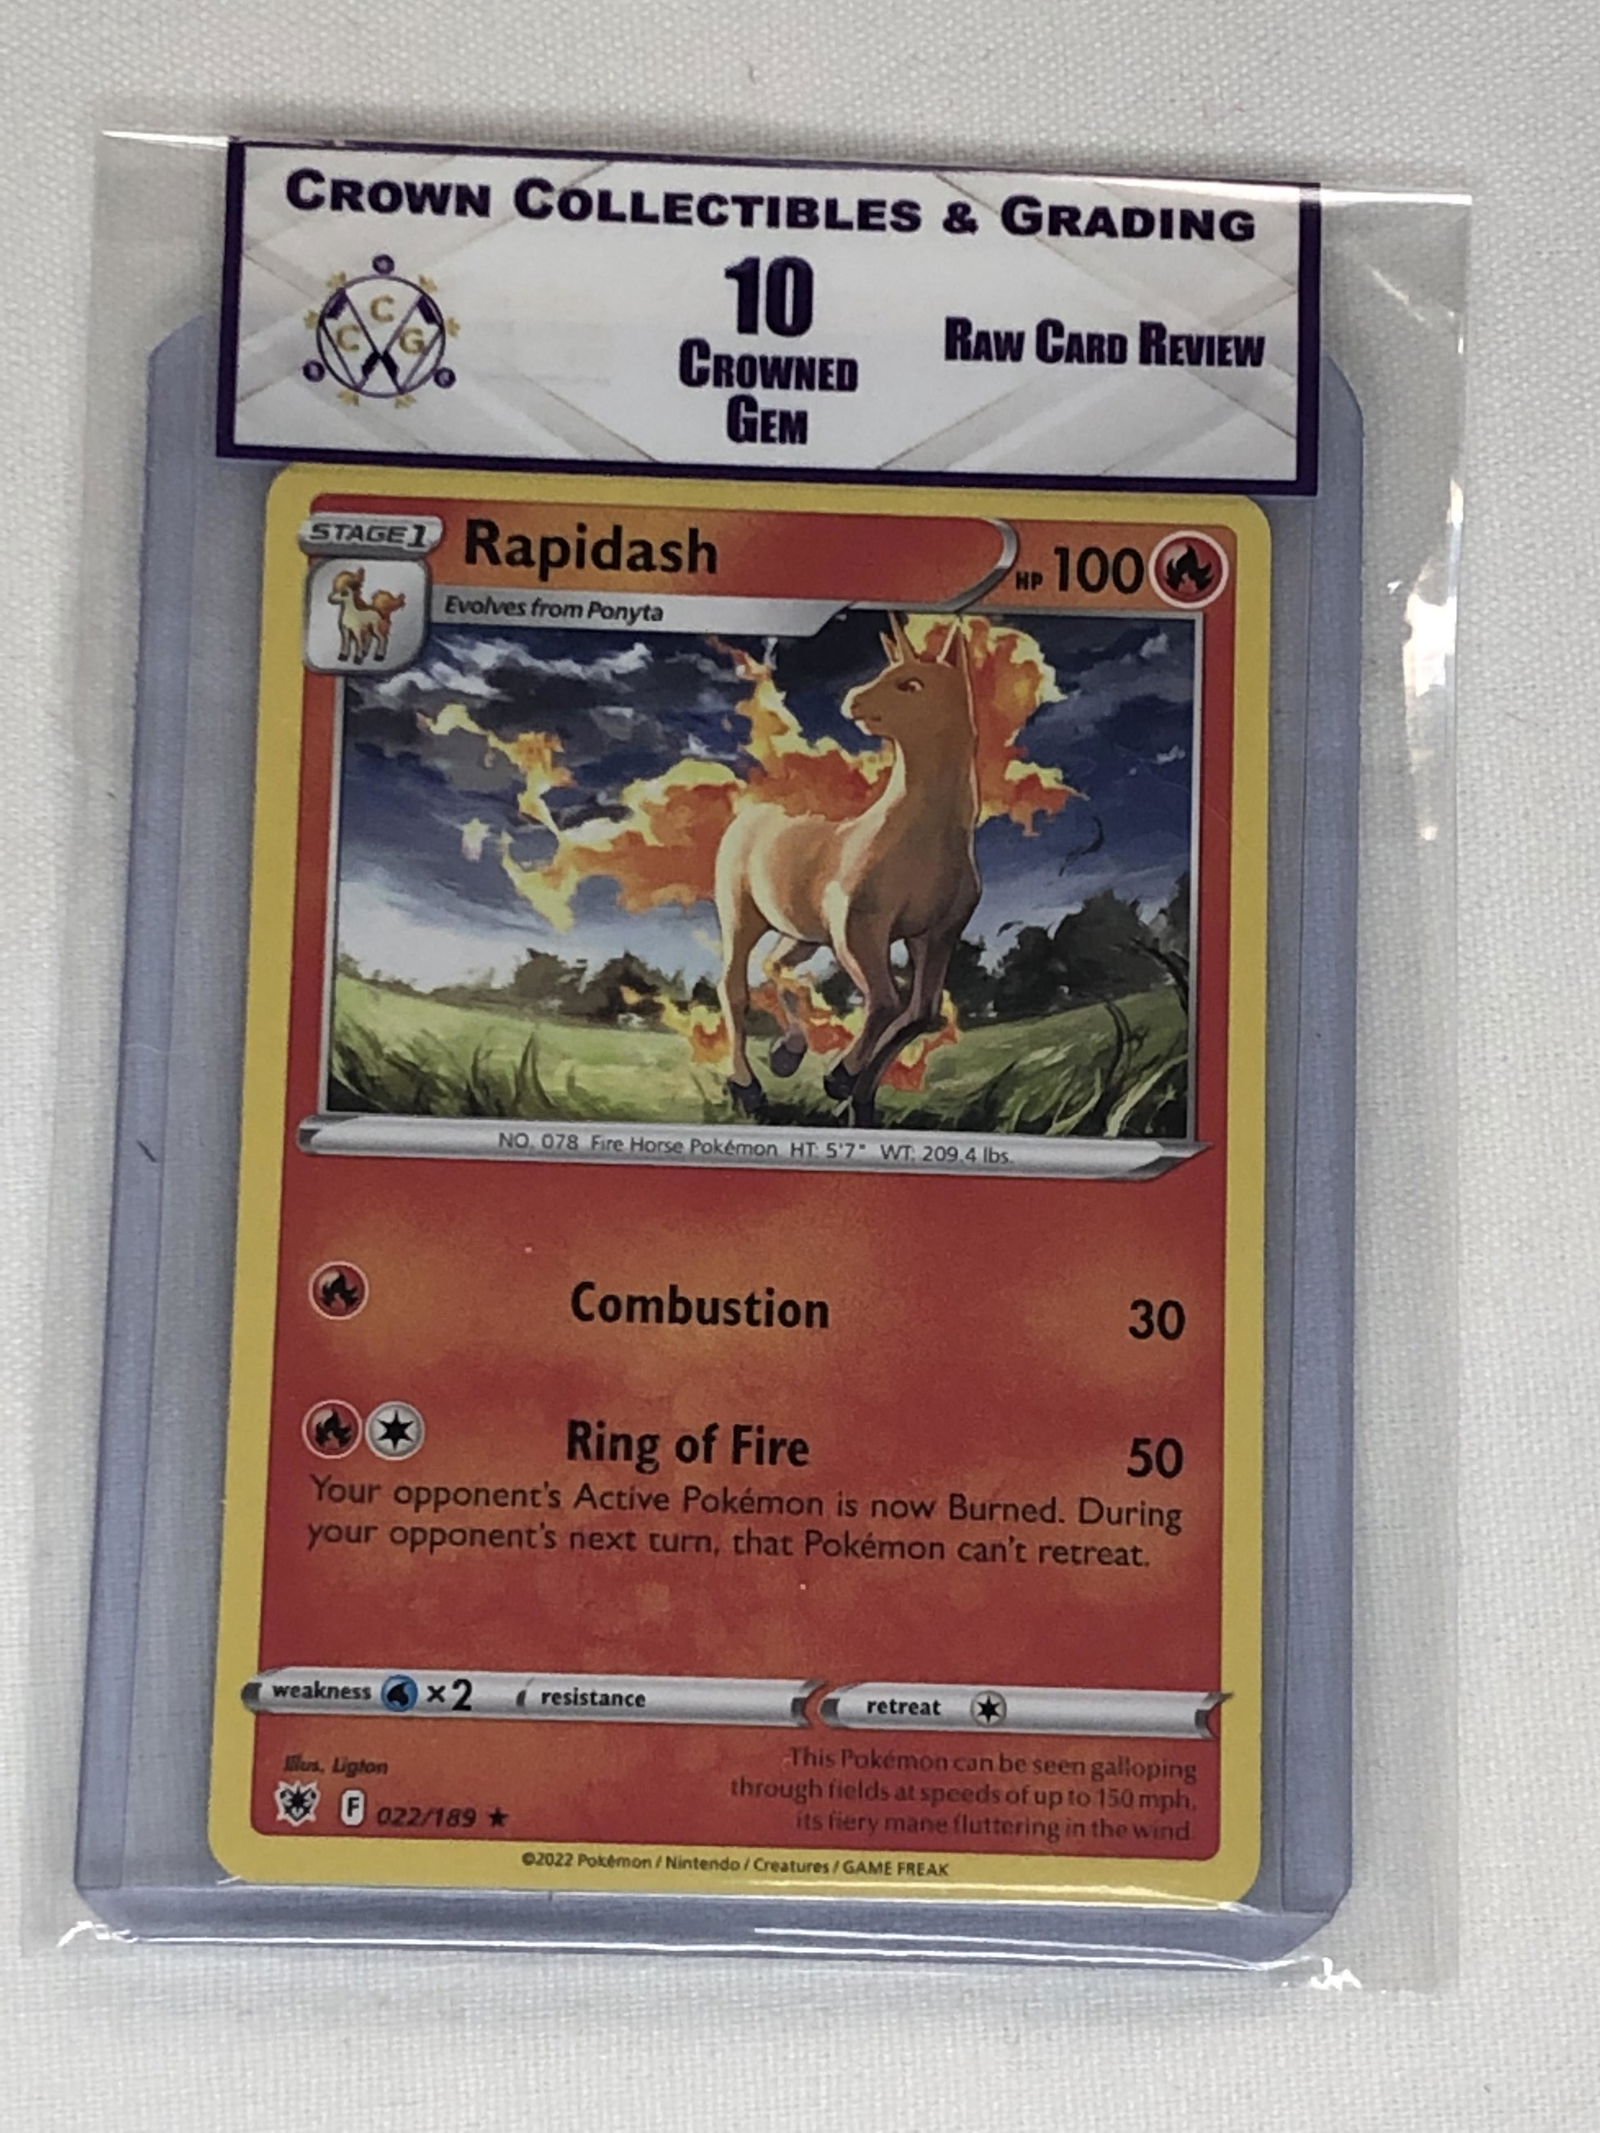 CROWN COLLECTIBLES & GRADING
C
C G
10
CROWNED
GEM
RAW CARD REVIEW
STAGE 1
Rapidash
HP 100
Evolves from Ponyta
NO. 078 Fire Horse Pokémon HT: 5'7" WT: 209.4 lbs.
Combustion 30
Ring of Fire 50
Your opponent's Active Pokémon is now Burned. During
your opponent's next turn, that Pokémon can't retreat.
weakness ×2 resistance retreat
Illus. Ligton
F 022/189 ★
This Pokémon can be seen galloping
through fields at speeds of up to 150 mph,
its fiery mane fluttering in the wind.
©2022 Pokémon / Nintendo / Creatures / GAME FREAK